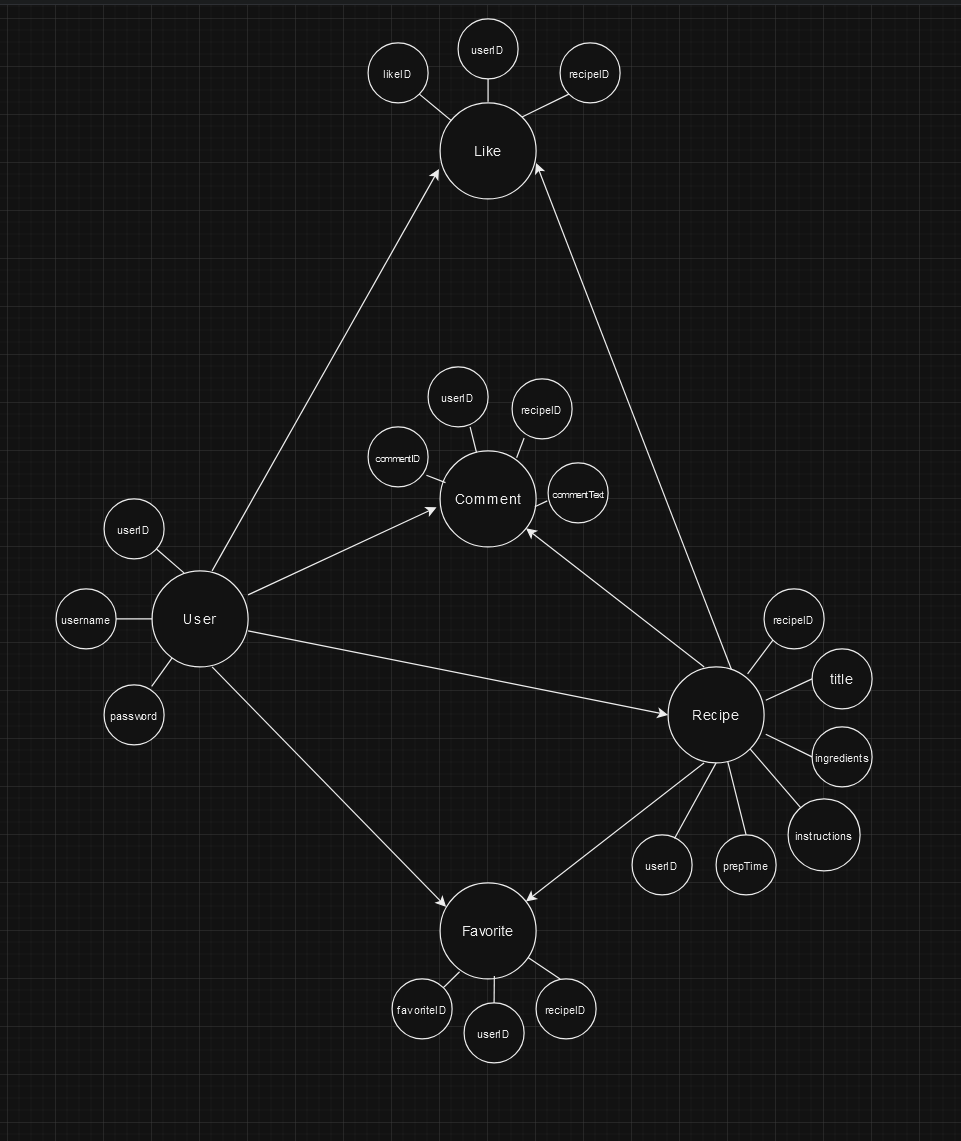 likeID
userID
recipeID
Like
userID
recipeID
commentID
commentText
Comment
userID
username
User
password
recipeID
title
Recipe
ingredients
instructions
userID
prepTime
Favorite
favoriteID
userID
recipeID